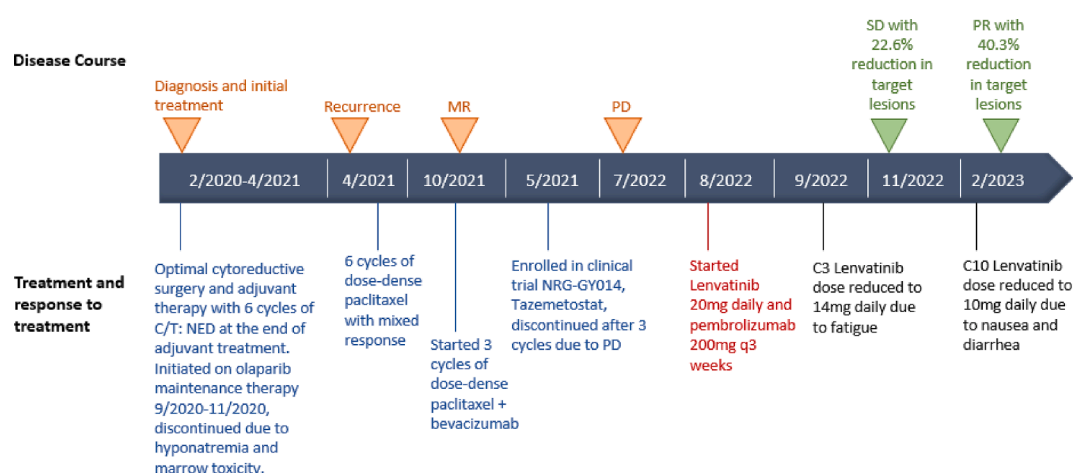 Disease Course
Diagnosis and initial
treatment
Recurrence
MR
PD
SD with
22.6%
reduction in
target
lesions
PR with
40.3%
reduction
in target
lesions
2/2020-4/2021
4/2021
10/2021
5/2021
7/2022
8/2022
9/2022
11/2022
2/2023
Treatment and
response to
treatment
Optimal cytoreductive
surgery and adjuvant
therapy with 6 cycles of
C/T: NED at the end of
adjuvant treatment.
Initiated on olaparib
maintenance therapy
9/2020-11/2020,
discontinued due to
hyponatremia and
marrow toxicity.
6 cycles of
dose-dense
paclitaxel
with mixed
response
Started 3
cycles of
dose-dense
paclitaxel +
bevacizumab
Enrolled in clinical
trial NRG-GY014,
Tazemetostat,
discontinued after 3
cycles due to PD
Started
Lenvatinib
20mg daily and
pembrolizumab
200mg q3
weeks
C3 Lenvatinib
dose reduced to
14mg daily due
to fatigue
C10 Lenvatinib
dose reduced to
10mg daily due
to nausea and
diarrhea